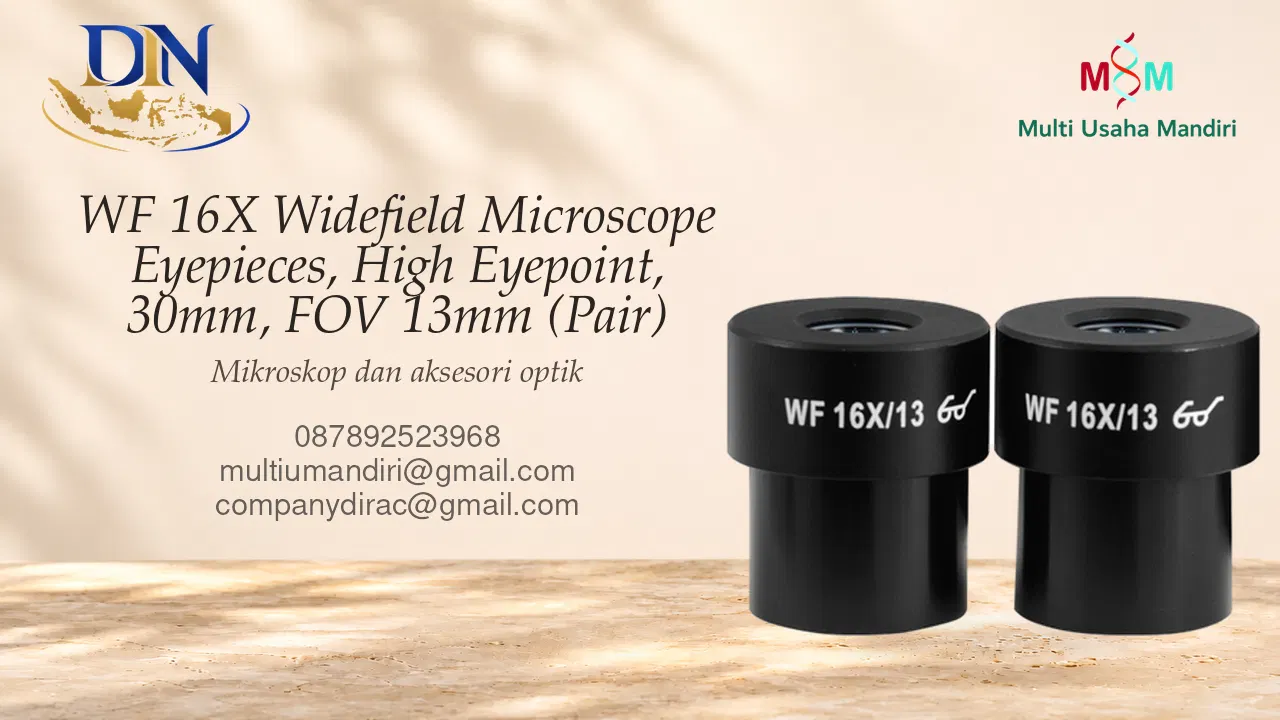 DIN
M M
Multi Usaha Mandiri
WF 16X Widefield Microscope
Eyepieces, High Eyepoint,
30mm, FOV 13mm (Pair)
Mikroskop dan aksesori optik
087892523968
multiumandiri@gmail.com
companydirac@gmail.com
WF 16X/13
WF 16X/13